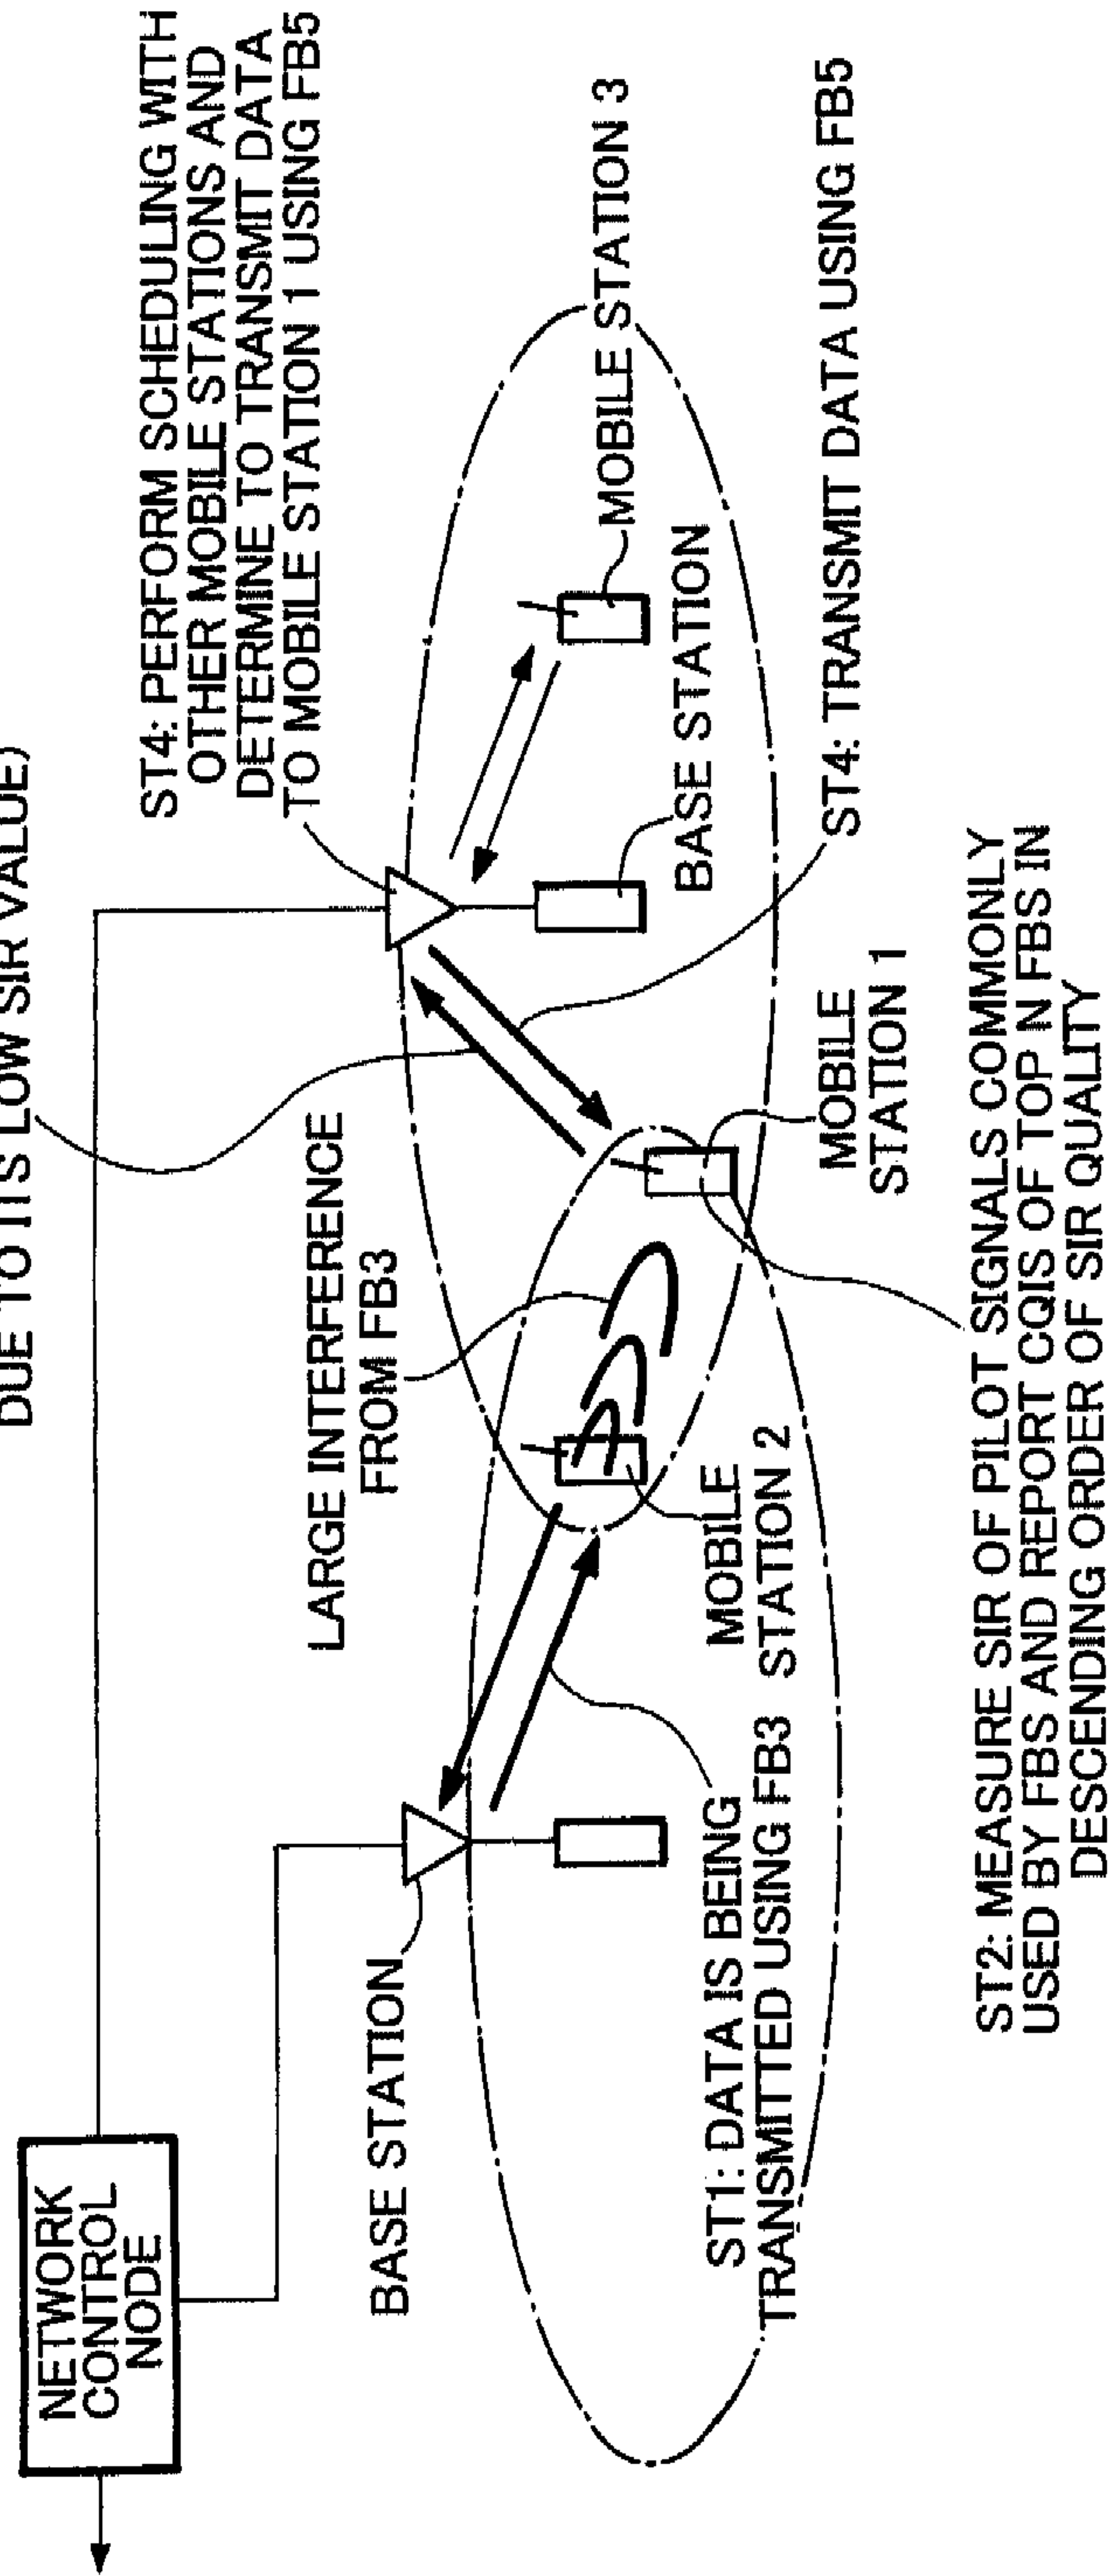 DUE TO ITS LOW SIR VALUE)
ST4: PERFORM SCHEDULING WITH
OTHER MOBILE STATIONS AND
DETERMINE TO TRANSMIT DATA
TO MOBILE STATION 1 USING FB5
NETWORK
CONTROL
NODE
LARGE INTERFERENCE
FROM FB3
BASE STATION
MOBILE STATION 3
BASE STATION
MOBILE
STATION 2
ST1: DATA IS BEING
TRANSMITTED USING FB3
MOBILE
STATION 1
ST4: TRANSMIT DATA USING FB5
ST2: MEASURE SIR OF PILOT SIGNALS COMMONLY
USED BY FBS AND REPORT CQIS OF TOP N FBS IN
DESCENDING ORDER OF SIR QUALITY